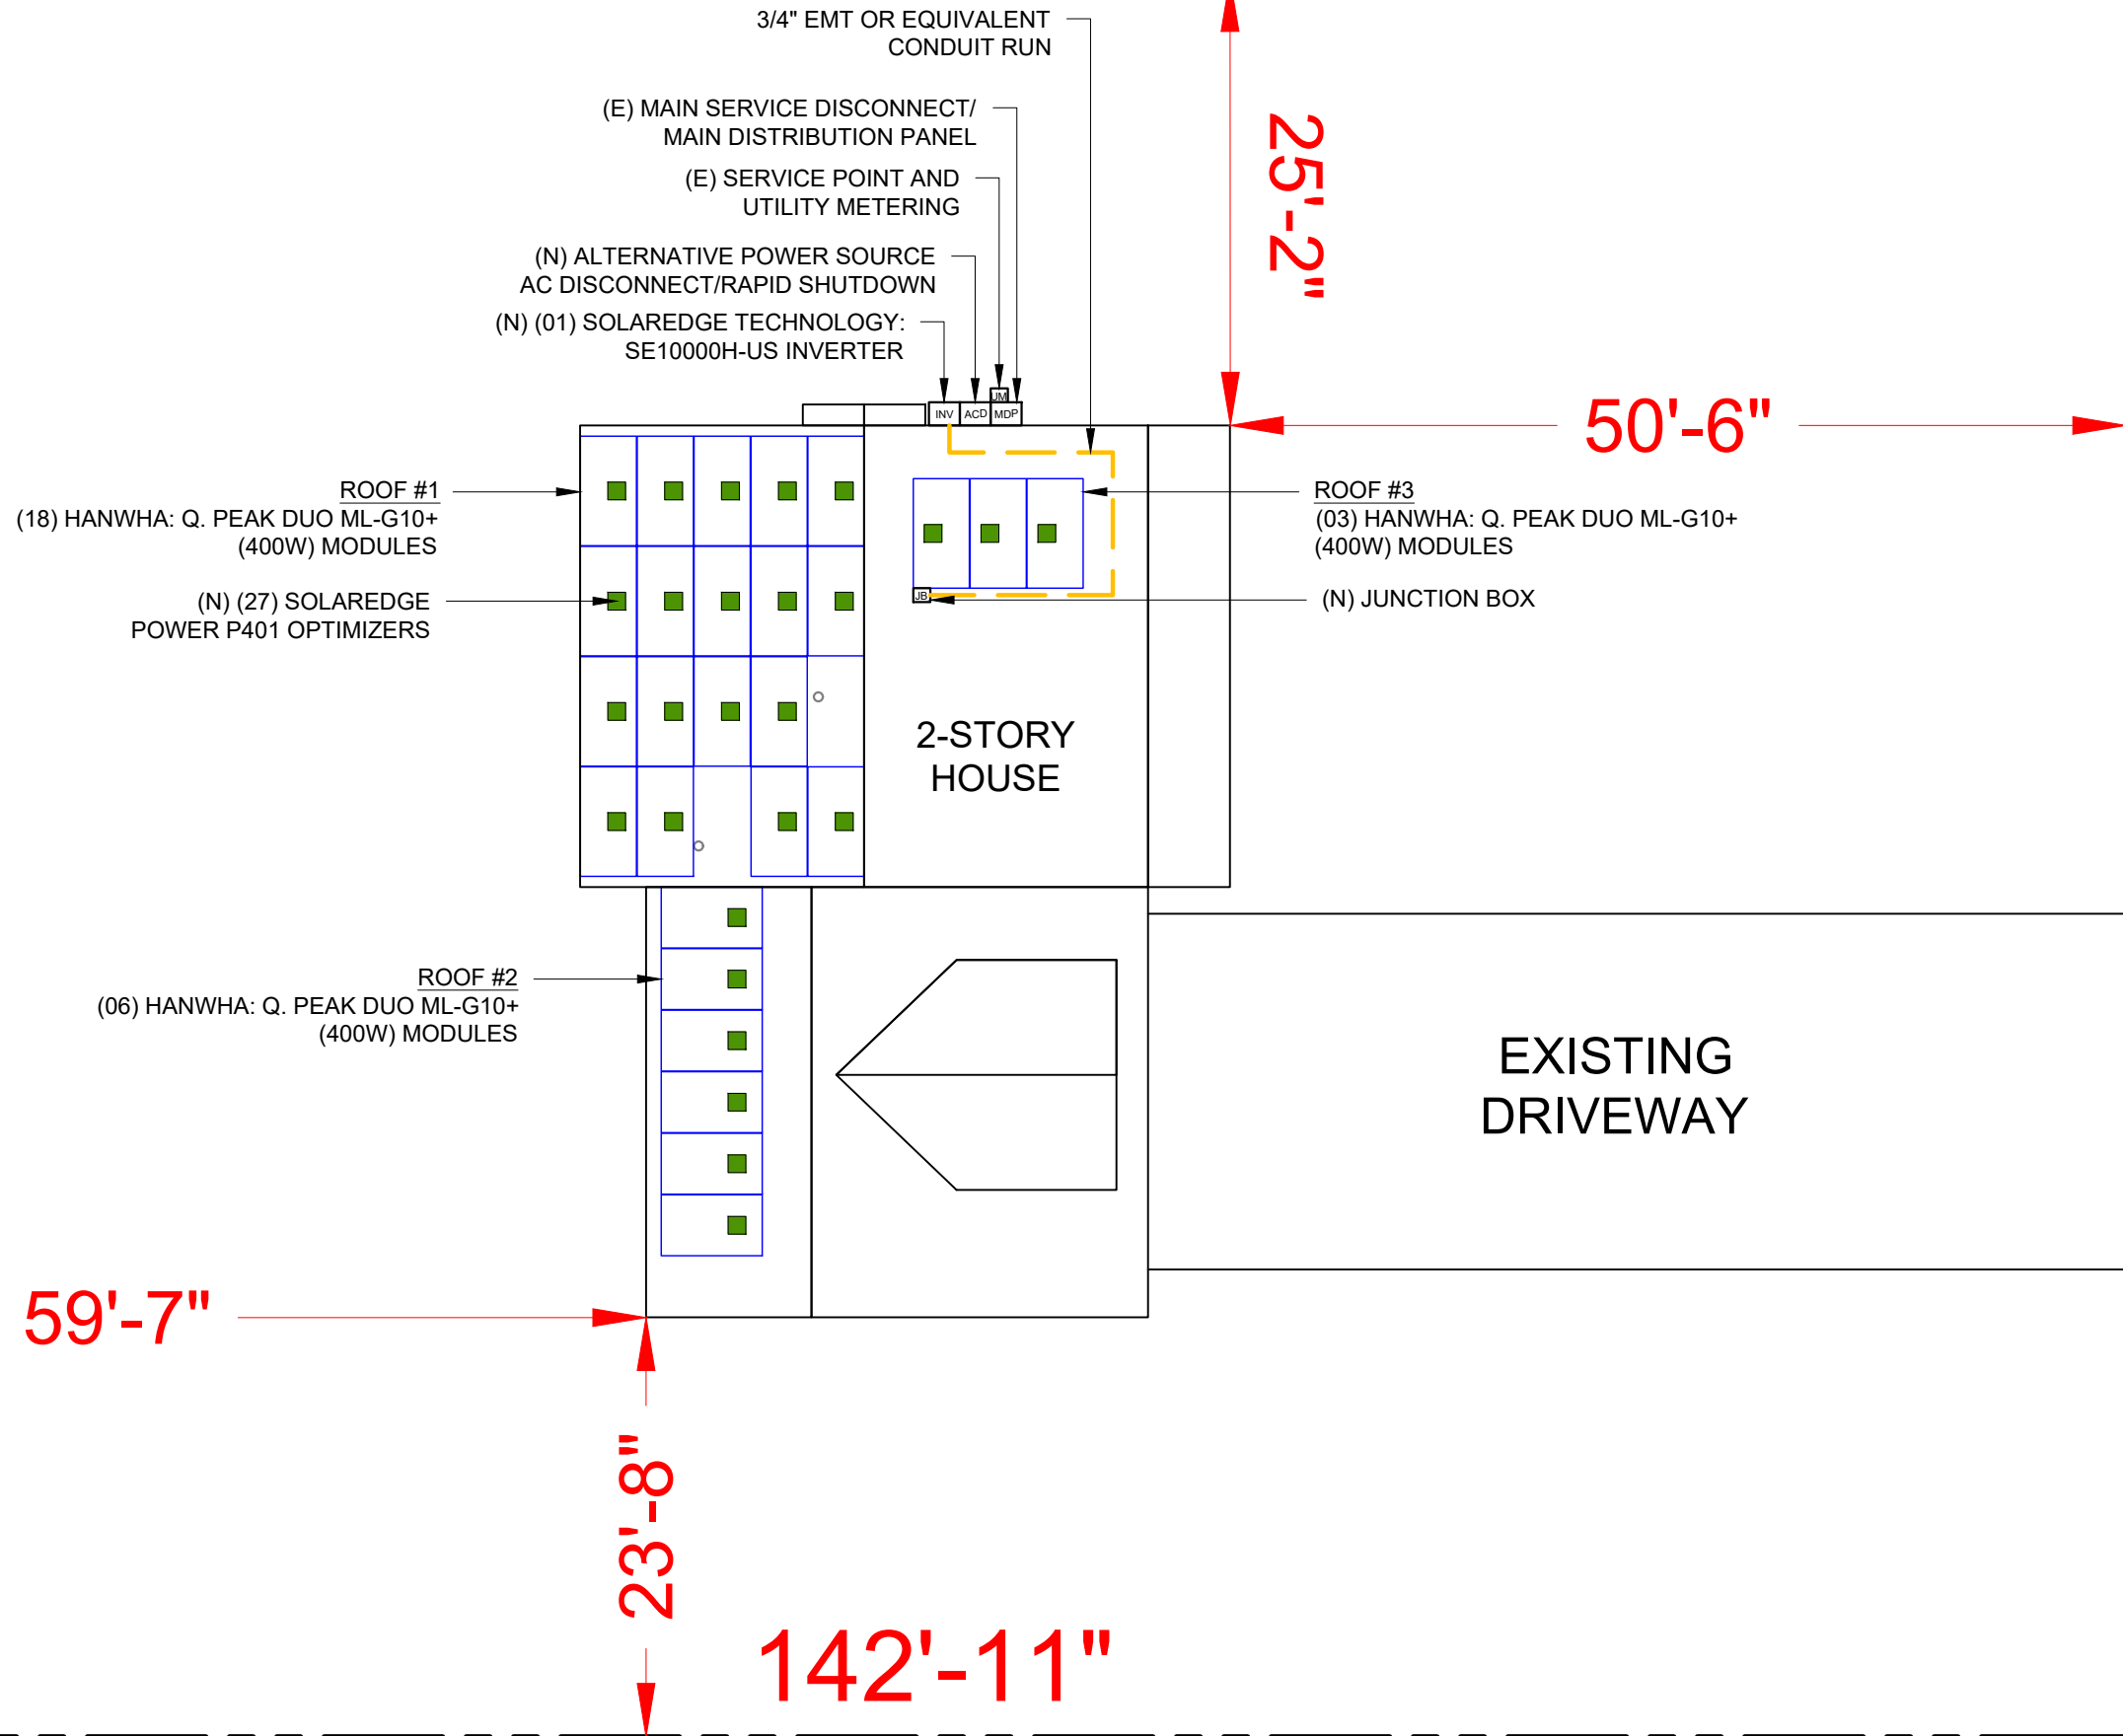 3/4" EMT OR EQUIVALENT
CONDUIT RUN
(E) MAIN SERVICE DISCONNECT/
MAIN DISTRIBUTION PANEL
(E) SERVICE POINT AND
UTILITY METERING
(N) ALTERNATIVE POWER SOURCE
AC DISCONNECT/RAPID SHUTDOWN
(N) (01) SOLAREDGE TECHNOLOGY:
SE10000H-US INVERTER
25'-2"
UM
INV ACD MDP
50'-6"
ROOF #1
(18) HANWHA: Q. PEAK DUO ML-G10+
(400W) MODULES
ROOF #3
(03) HANWHA: Q. PEAK DUO ML-G10+
(400W) MODULES
(N) (27) SOLAREDGE
POWER P401 OPTIMIZERS
JB
(N) JUNCTION BOX
2-STORY
HOUSE
ROOF #2
(06) HANWHA: Q. PEAK DUO ML-G10+
(400W) MODULES
EXISTING
DRIVEWAY
59'-7"
23'-8"
142'-11"